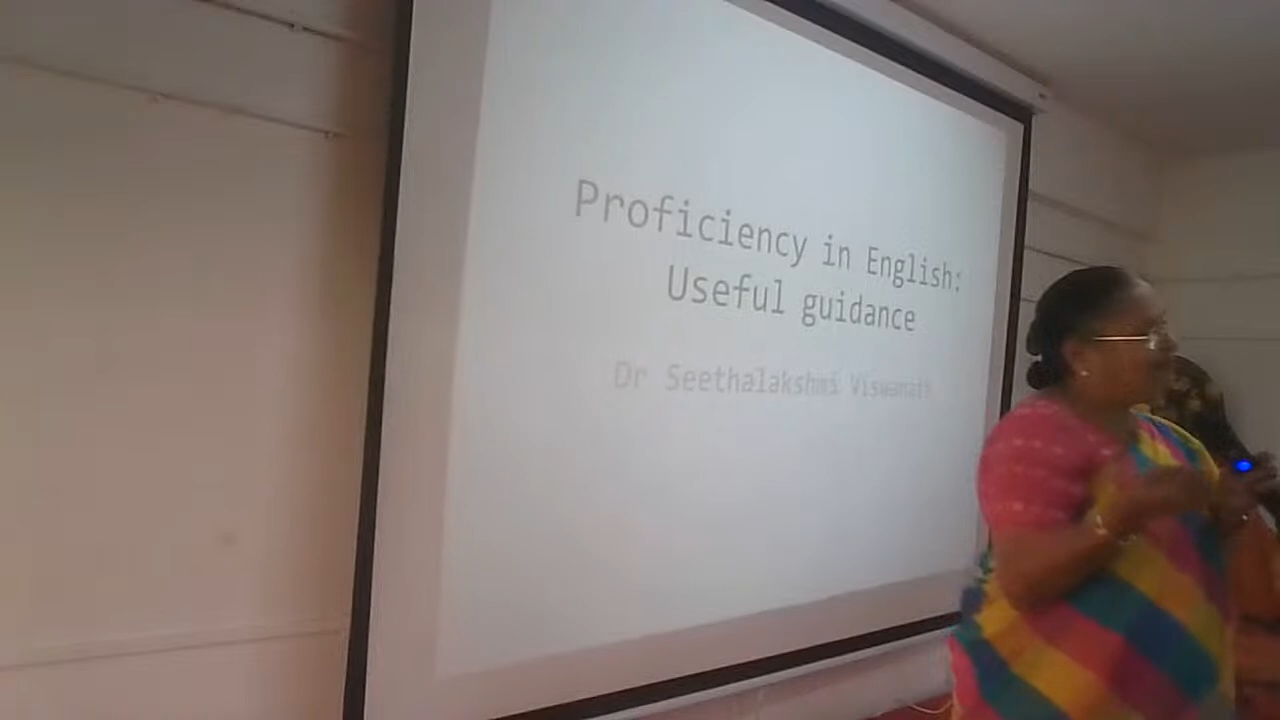 Proficiency in English:
Useful guidance
Dr Seethalakshmi Viswanath